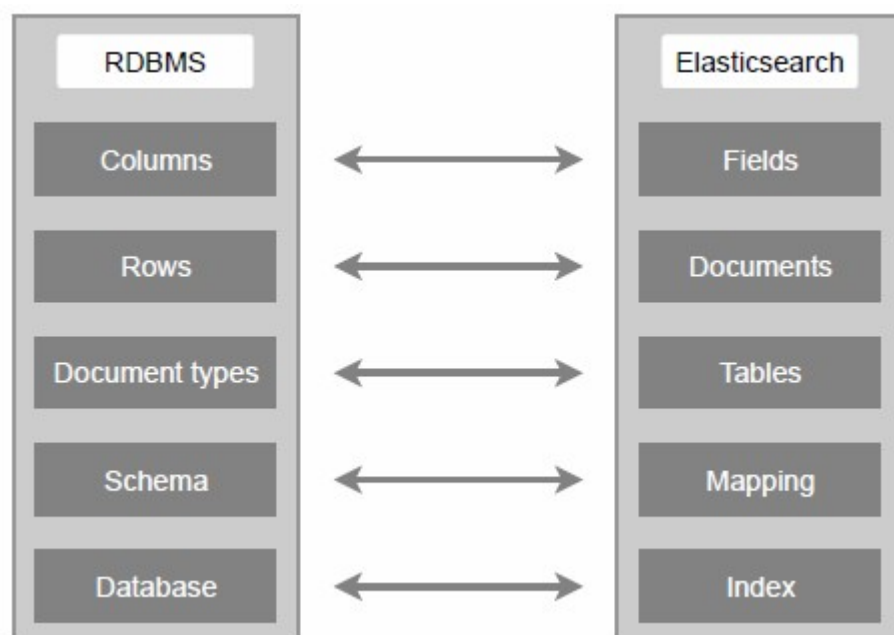 RDBMS
Elasticsearch
Columns
Fields
Rows
Documents
Document types
Tables
Schema
Mapping
Database
Index